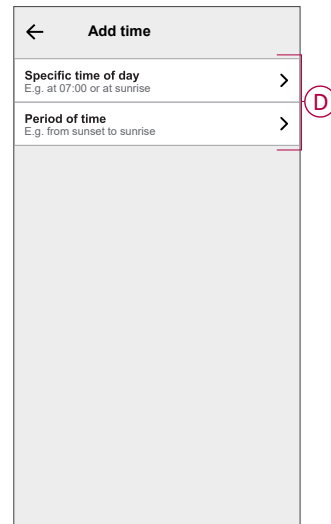 Add time
Specific time of day
E.g. at 07:00 or at sunrise
D
Period of time
E.g. from sunset to sunrise